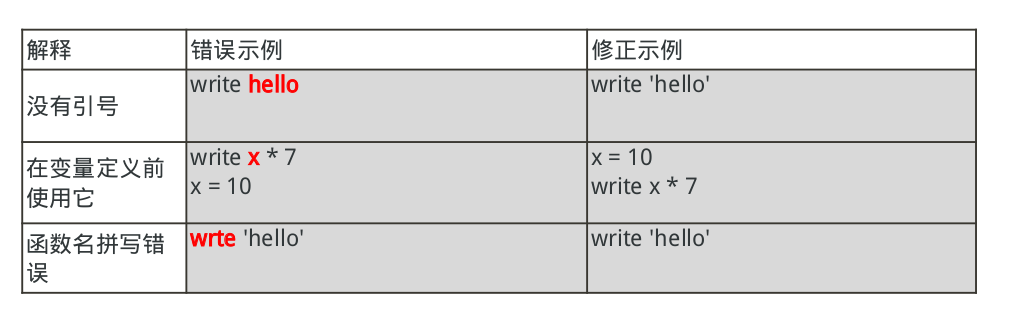 解释
错误示例
修正示例
没有引号
write hello
write 'hello'
在变量定义前
使用它
write x * 7
x = 10
x = 10
write x * 7
函数名拼写错
误
wrte 'hello'
write 'hello'